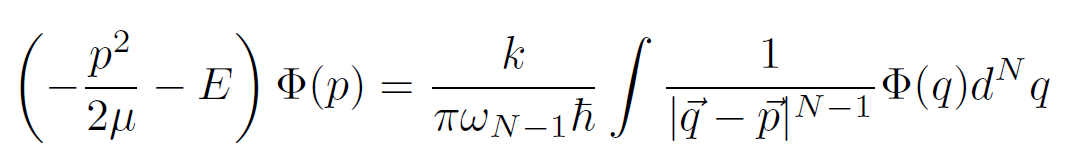 (-p²/2μ - E) Φ(p) = k/(πω_{N-1}ħ) ∫ 1/|q⃗ - p⃗|^{N-1} Φ(q)d^N q